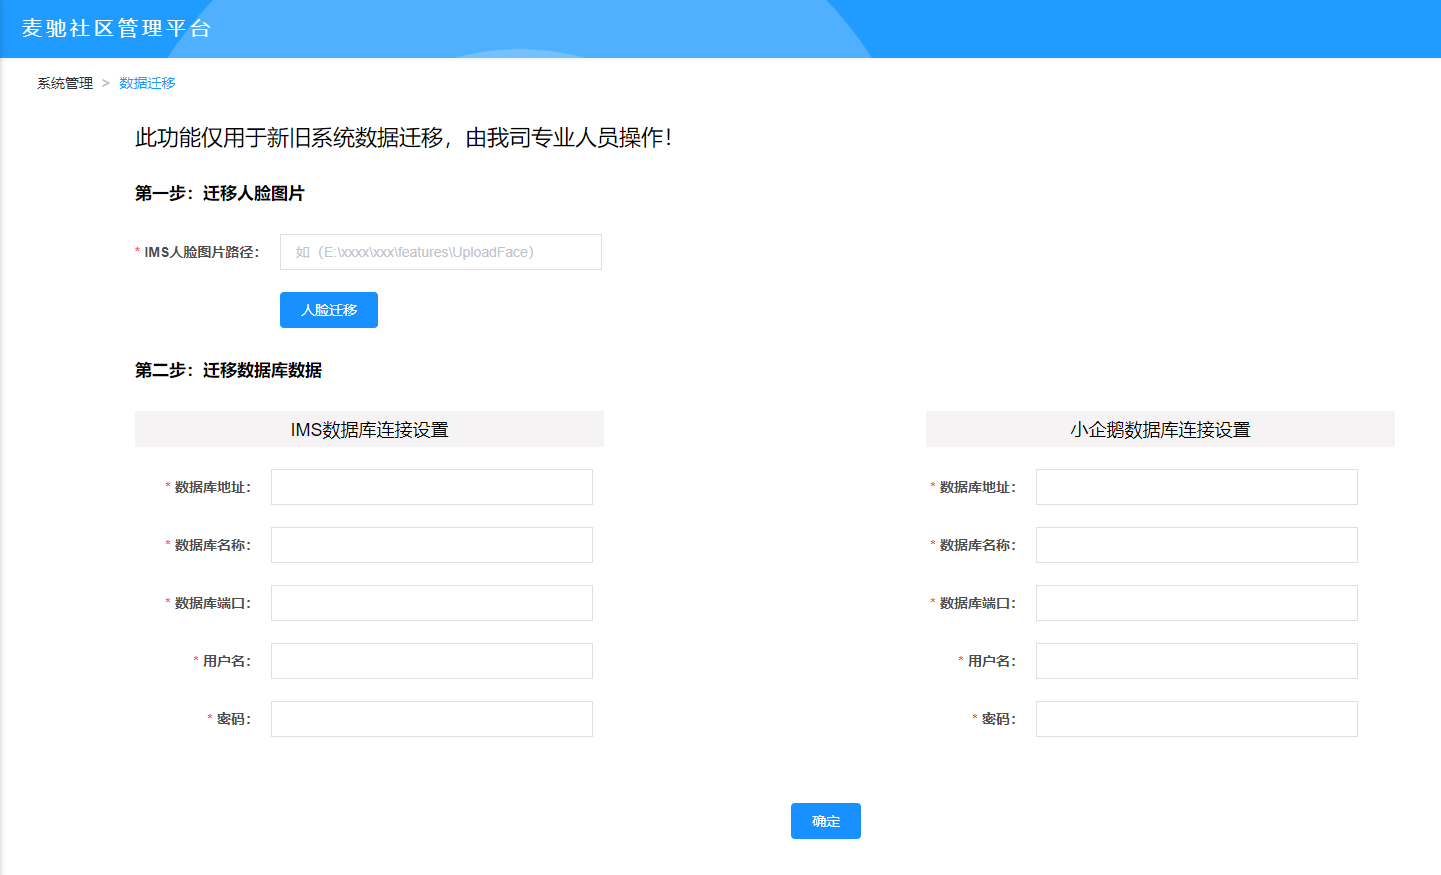 麦驰社区管理平台
系统管理 > 数据迁移
此功能仅用于新旧系统数据迁移，由我司专业人员操作！
第一步：迁移人脸图片
* IMS人脸图片路径：
如（E:\xxxx\xxx\features\UploadFace）
人脸迁移
第二步：迁移数据库数据
IMS数据库连接设置
* 数据库地址：
* 数据库名称：
* 数据库端口：
* 用户名：
* 密码：
小企鹅数据库连接设置
* 数据库地址：
* 数据库名称：
* 数据库端口：
* 用户名：
* 密码：
确定